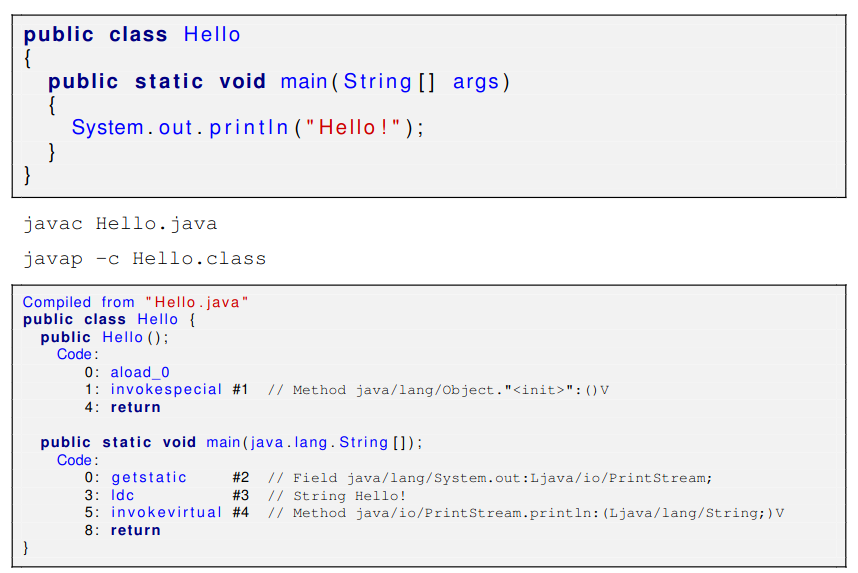 public class Hello
{
  public static void main(String[] args)
  {
    System.out.println("Hello!");
  }
}
javac Hello.java
javap -c Hello.class
Compiled from "Hello.java"
public class Hello {
  public Hello();
    Code:
       0: aload_0
       1: invokespecial #1  // Method java/lang/Object."<init>":()V
       4: return
  public static void main(java.lang.String[]);
    Code:
       0: getstatic     #2  // Field java/lang/System.out:Ljava/io/PrintStream;
       3: ldc           #3  // String Hello!
       5: invokevirtual #4  // Method java/io/PrintStream.println:(Ljava/lang/String;)V
       8: return
}